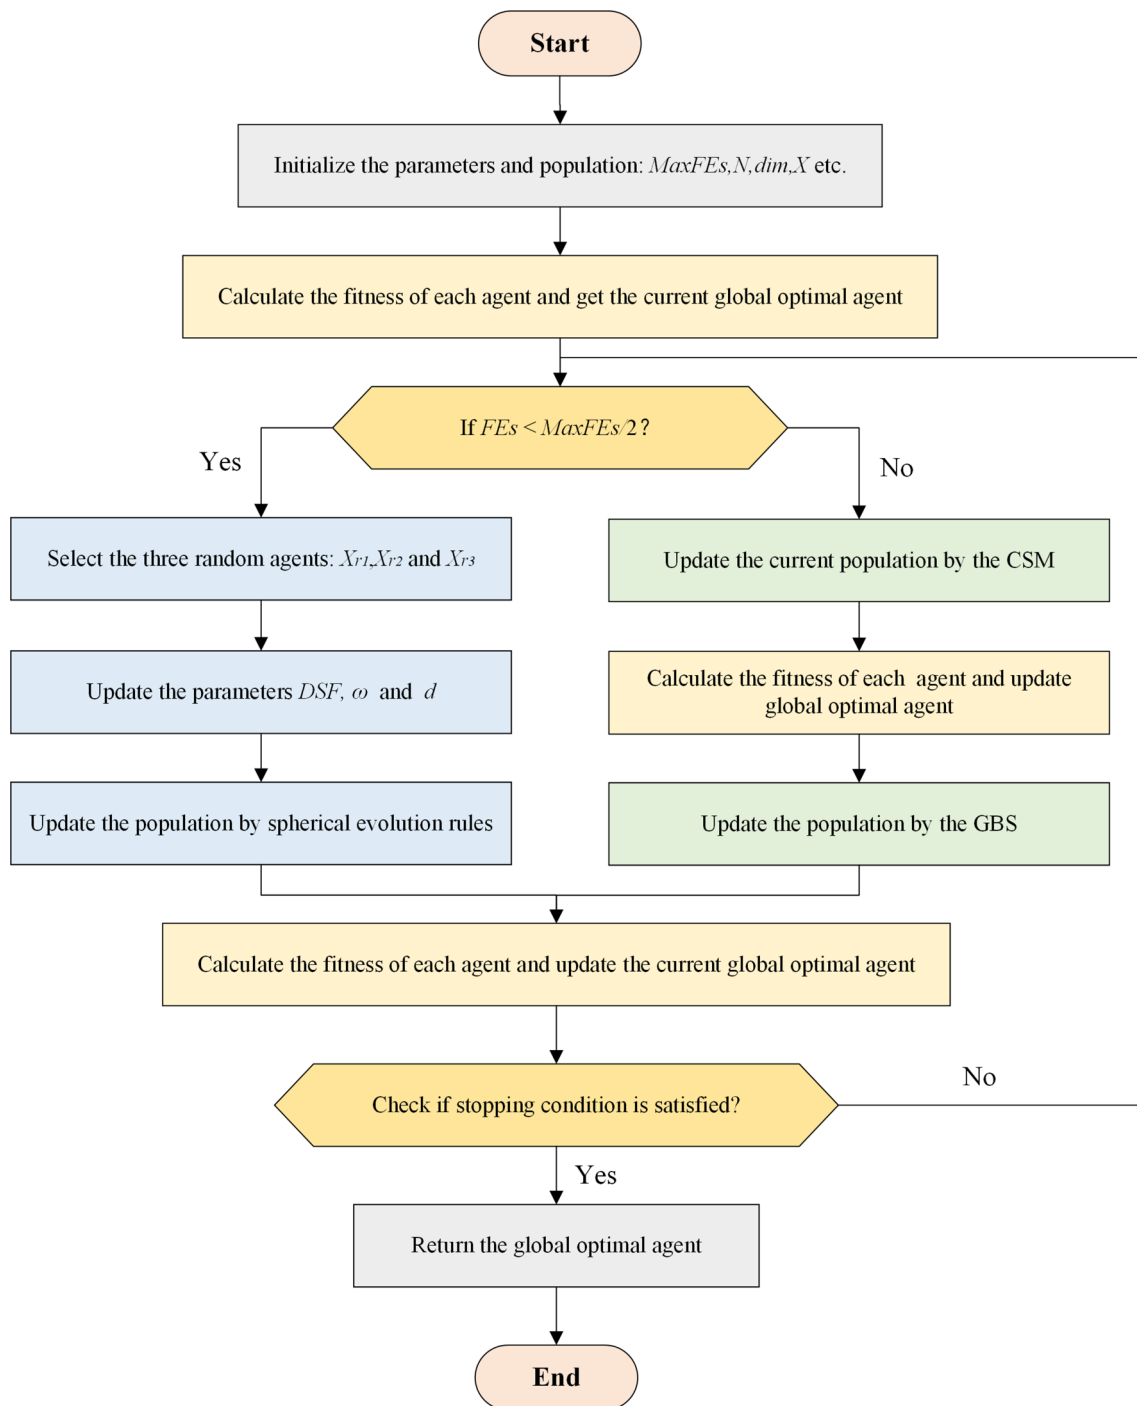 Start
Initialize the parameters and population: MaxFEs,N,dim,X etc.
Calculate the fitness of each agent and get the current global optimal agent
If FEs < MaxFEs/2?
Yes
No
Select the three random agents: Xr1,Xr2 and Xr3
Update the current population by the CSM
Update the parameters DSF, ω and d
Calculate the fitness of each agent and update
global optimal agent
Update the population by spherical evolution rules
Update the population by the GBS
Calculate the fitness of each agent and update the current global optimal agent
Check if stopping condition is satisfied?
No
Yes
Return the global optimal agent
End